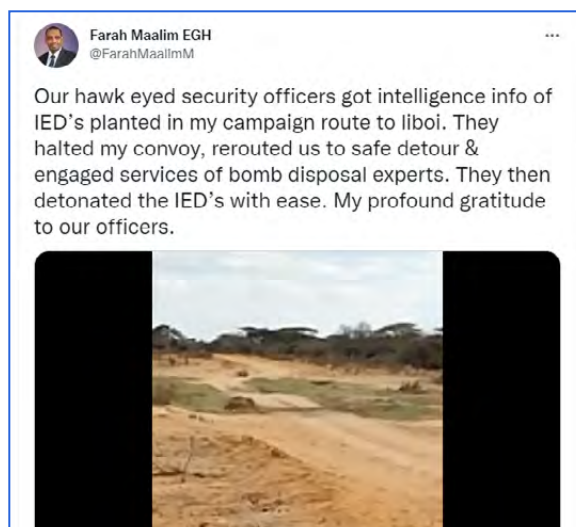 Farah Maalim EGH
@FarahMaalimM
Our hawk eyed security officers got intelligence info of
IED's planted in my campaign route to liboi. They
halted my convoy, rerouted us to safe detour &
engaged services of bomb disposal experts. They then
detonated the IED's with ease. My profound gratitude
to our officers.